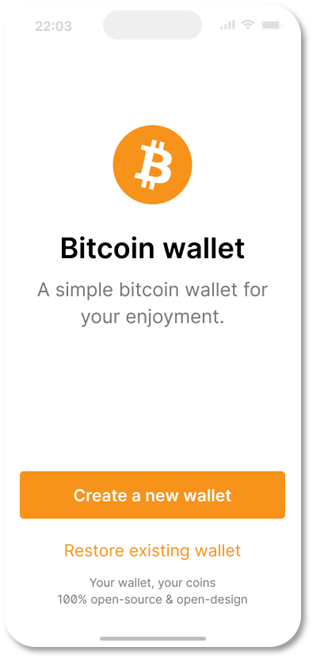 22:03
Bitcoin wallet
A simple bitcoin wallet for
your enjoyment.
Create a new wallet
Restore existing wallet
Your wallet, your coins
100% open-source & open-design